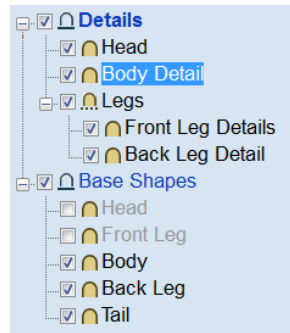 Details
Head
Body Detail
Legs
Front Leg Details
Back Leg Detail
Base Shapes
Head
Front Leg
Body
Back Leg
Tail